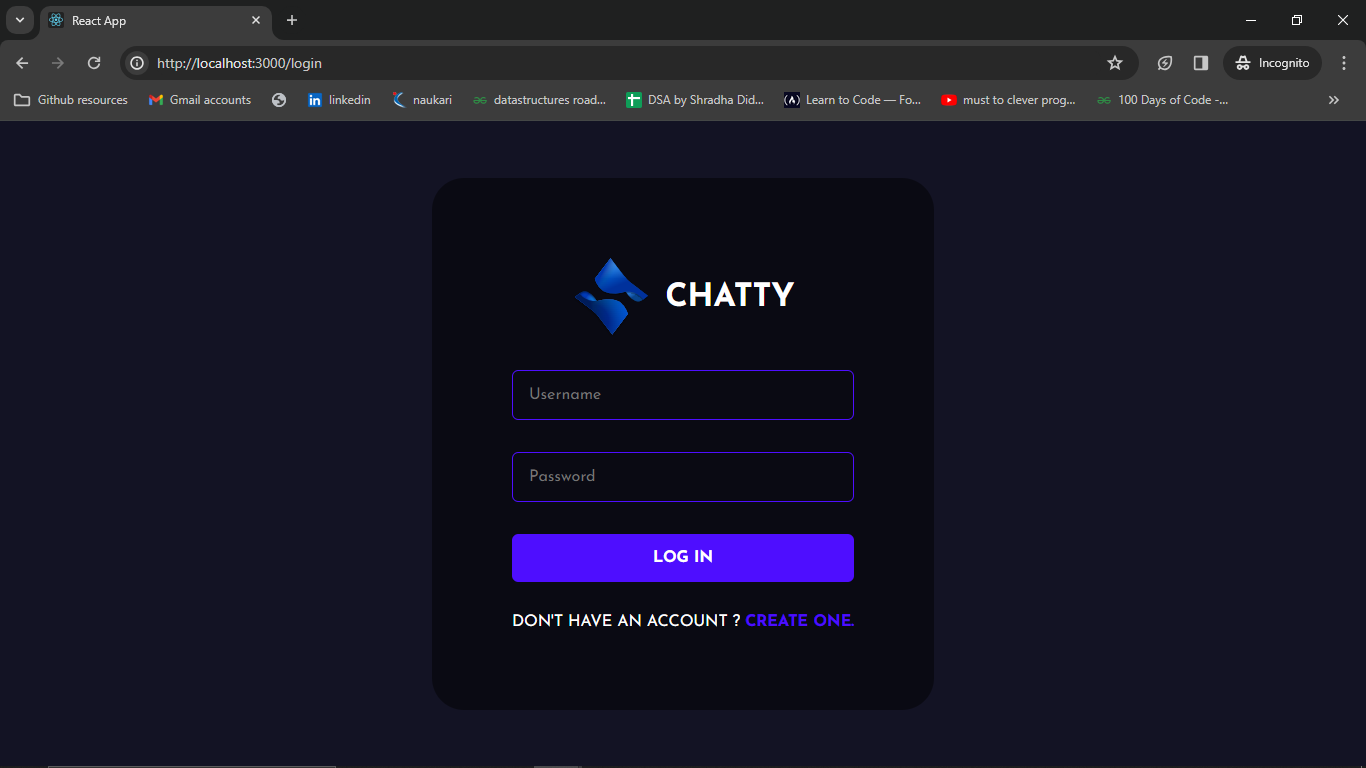 React App
http://localhost:3000/login
Incognito
Github resources
Gmail accounts
linkedin
naukari
datastructures road...
DSA by Shradha Did...
Learn to Code — Fo...
must to clever prog...
100 Days of Code -...
CHATTY
Username
Password
LOG IN
DON'T HAVE AN ACCOUNT ? CREATE ONE.